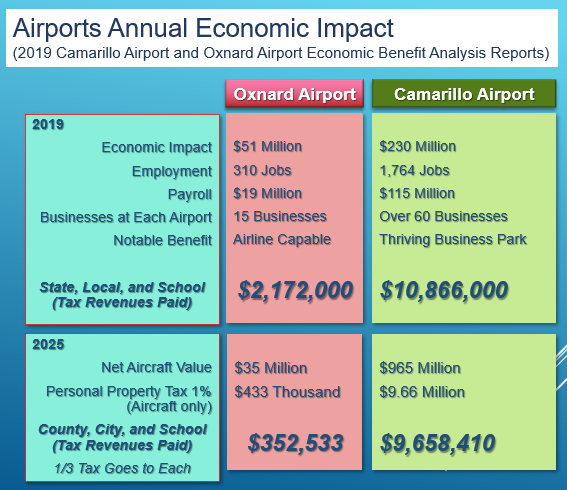 Airports Annual Economic Impact
(2019 Camarillo Airport and Oxnard Airport Economic Benefit Analysis Reports)
Oxnard Airport Camarillo Airport
2019
Economic Impact $51 Million $230 Million
Employment 310 Jobs 1,764 Jobs
Payroll $19 Million $115 Million
Businesses at Each Airport 15 Businesses Over 60 Businesses
Notable Benefit Airline Capable Thriving Business Park
State, Local, and School $2,172,000 $10,866,000
(Tax Revenues Paid)
2025
Net Aircraft Value $35 Million $965 Million
Personal Property Tax 1% $433 Thousand $9.66 Million
(Aircraft only)
County, City, and School $352,533 $9,658,410
(Tax Revenues Paid)
1/3 Tax Goes to Each